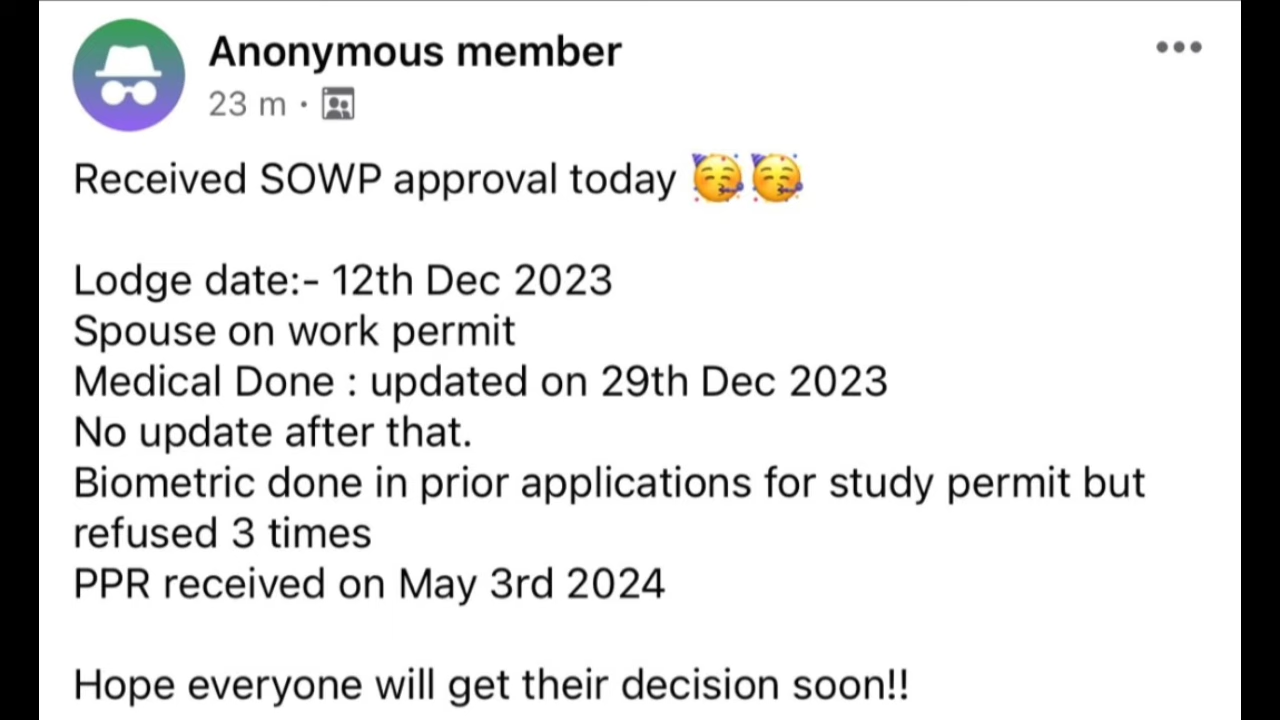 Anonymous member
23 m ·
Received SOWP approval today 🥳🥳
Lodge date:- 12th Dec 2023
Spouse on work permit
Medical Done : updated on 29th Dec 2023
No update after that.
Biometric done in prior applications for study permit but
refused 3 times
PPR received on May 3rd 2024
Hope everyone will get their decision soon!!